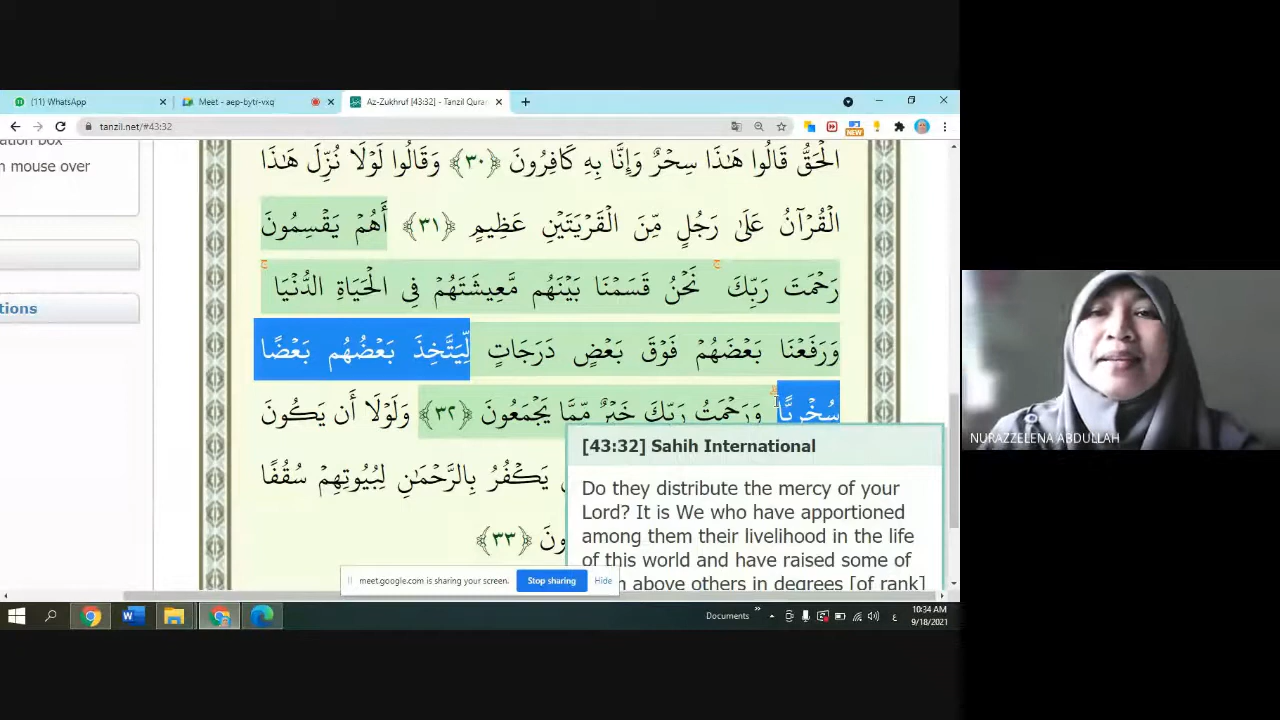 (11) WhatsApp
Meet - aep-bytr-vxq
Az-Zukhruf [43:32] - Tanzil Qura
tanzil.net/#43:32
ation box
m mouse over
tions
الْحَقُّ قَالُوا هَـٰذَا سِحْرٌ وَإِنَّا بِهِ كَافِرُونَ ﴿٣٠﴾ وَقَالُوا لَوْلَا نُزِّلَ هَـٰذَا
الْقُرْآنُ عَلَىٰ رَجُلٍ مِّنَ الْقَرْيَتَيْنِ عَظِيمٍ ﴿٣١﴾ أَهُمْ يَقْسِمُونَ
رَحْمَتَ رَبِّكَ ۚ نَحْنُ قَسَمْنَا بَيْنَهُم مَّعِيشَتَهُمْ فِي الْحَيَاةِ الدُّنْيَا ۚ
وَرَفَعْنَا بَعْضَهُمْ فَوْقَ بَعْضٍ دَرَجَاتٍ لِّيَتَّخِذَ بَعْضُهُم بَعْضًا
سُخْرِيًّا ۗ وَرَحْمَتُ رَبِّكَ خَيْرٌ مِّمَّا يَجْمَعُونَ ﴿٣٢﴾ وَلَوْلَا أَن يَكُونَ
يَكْفُرُ بِالرَّحْمَـٰنِ لِبُيُوتِهِمْ سُقُفًا
ونَ ﴿٣٣﴾
[43:32] Sahih International
Do they distribute the mercy of your
Lord? It is We who have apportioned
among them their livelihood in the life
of this world and have raised some of
above others in degrees [of rank]
meet.google.com is sharing your screen. Stop sharing Hide
Documents
10:34 AM
9/18/2021
NURAZZELENA ABDULLAH
NEW